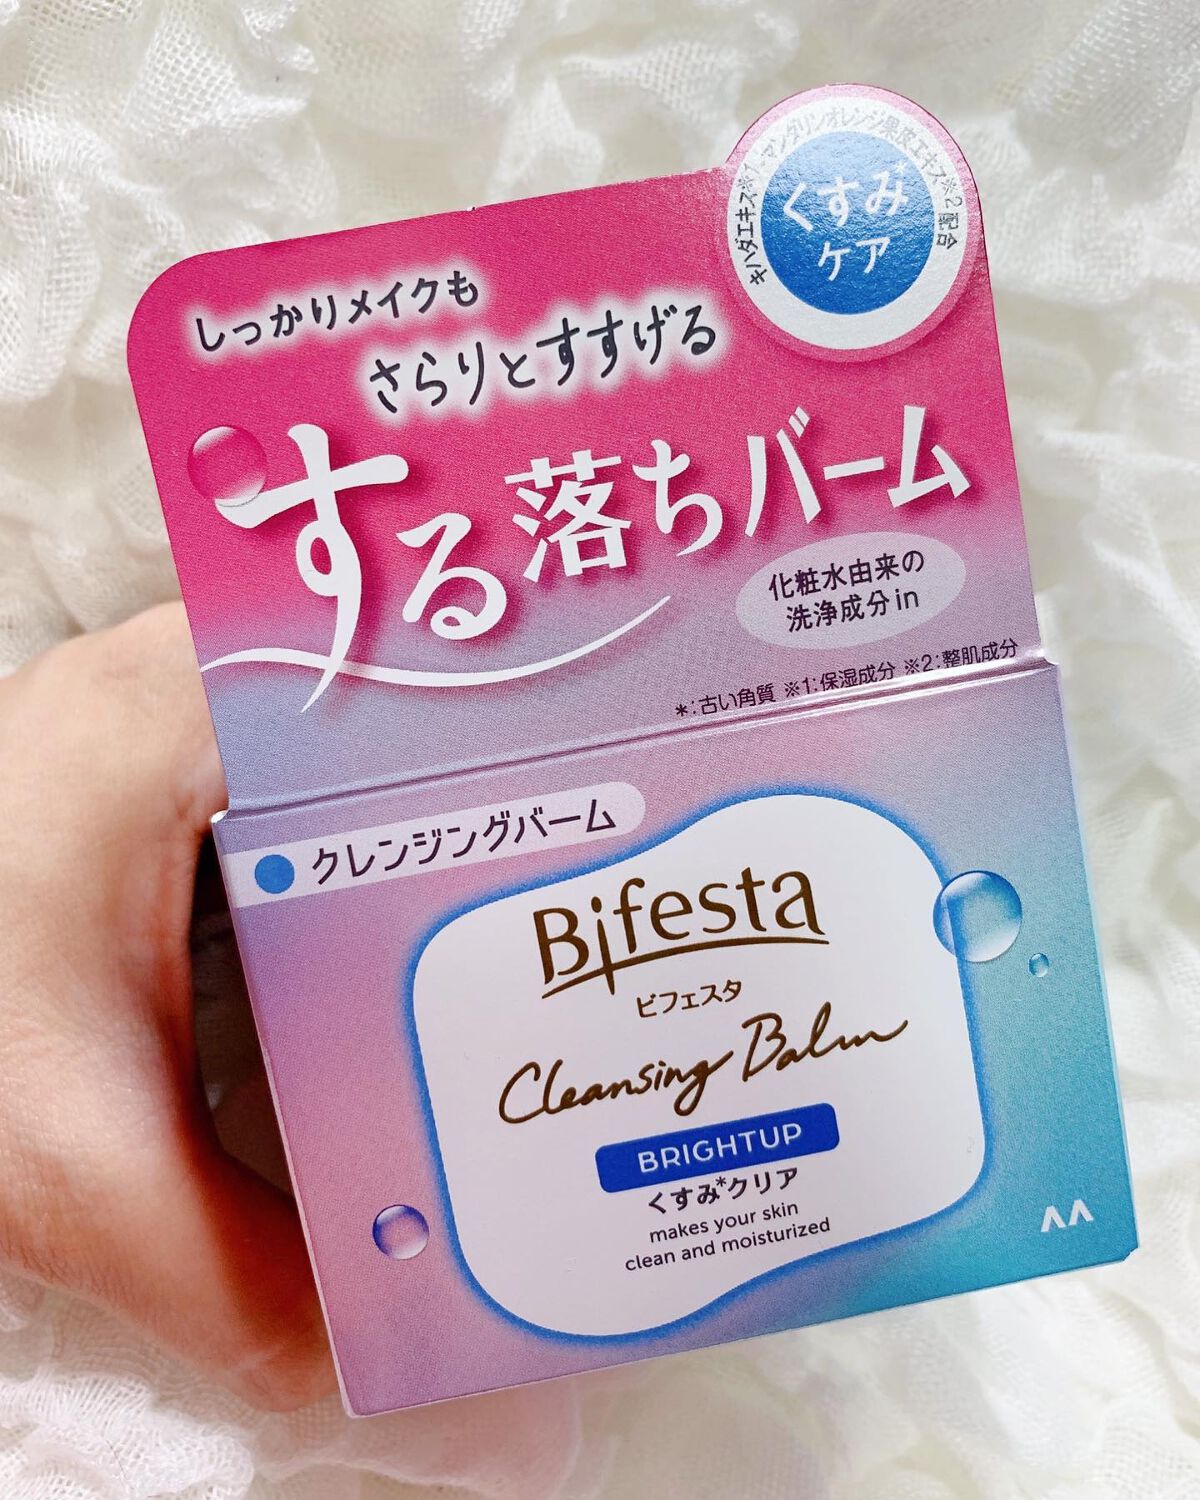 キハダエキス※1・マンダリンオレンジ果皮エキス※2配合
くすみ*
ケア
しっかりメイクも
さらりとすすげる
する落ちバーム
化粧水由来の
洗浄成分in
*:古い角質 ※1:保湿成分 ※2:整肌成分
クレンジングバーム
Bifesta
ビフェスタ
Cleansing Balm
BRIGHTUP
くすみ*クリア
makes your skin
clean and moisturized